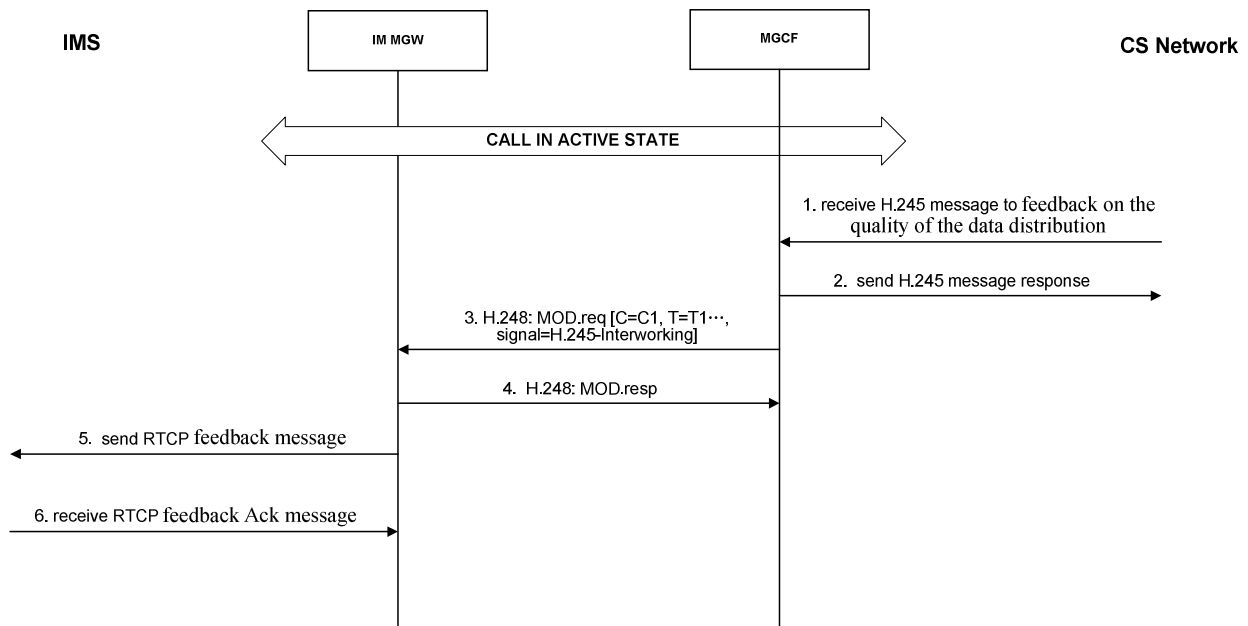 IMS
IM MGW
MGCF
CS Network
CALL IN ACTIVE STATE
1. receive H.245 message to feedback on the
quality of the data distribution
2. send H.245 message response
3. H.248: MOD.req [C=C1, T=T1⋯,
signal=H.245-Interworking]
4. H.248: MOD.resp
5. send RTCP feedback message
6. receive RTCP feedback Ack message